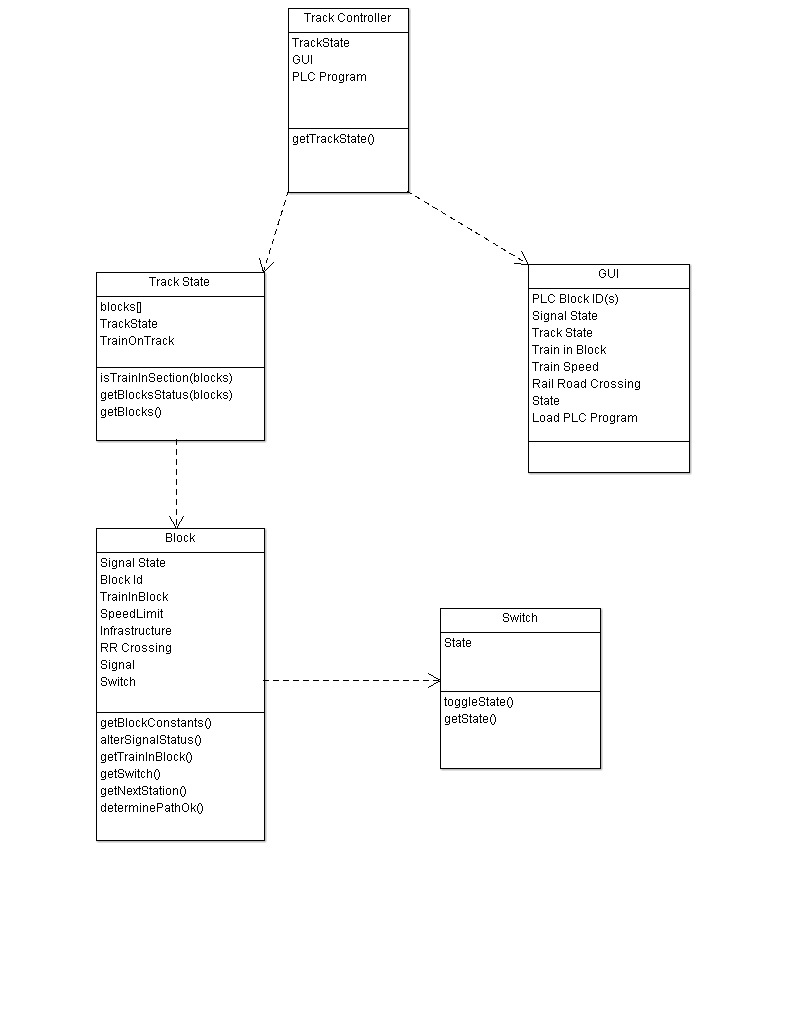 Track Controller
TrackState
GUI
PLC Program
getTrackState()
Track State
blocks[]
TrackState
TrainOnTrack
isTrainInSection(blocks)
getBlocksStatus(blocks)
getBlocks()
GUI
PLC Block ID(s)
Signal State
Track State
Train in Block
Train Speed
Rail Road Crossing
State
Load PLC Program
Block
Signal State
Block Id
TrainInBlock
SpeedLimit
Infrastructure
RR Crossing
Signal
Switch
getBlockConstants()
alterSignalStatus()
getTrainInBlock()
getSwitch()
getNextStation()
determinePathOk()
Switch
State
toggleState()
getState()